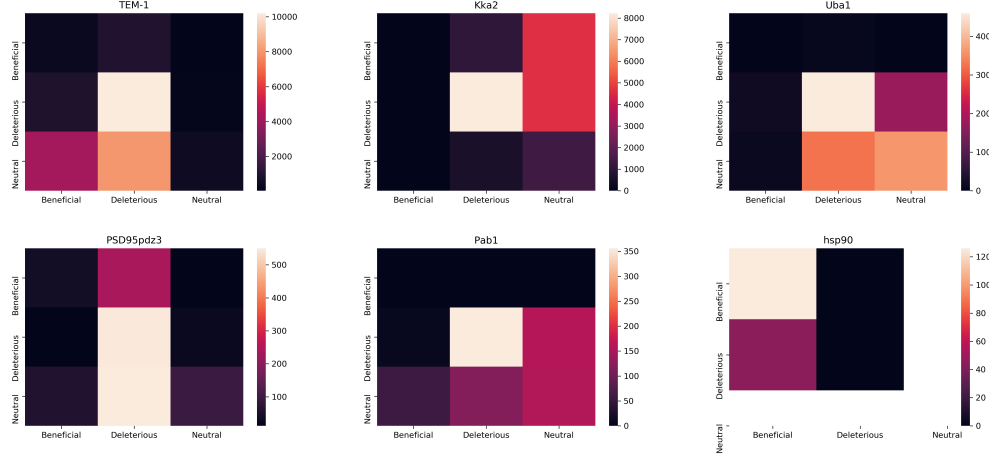 TEM-1
Beneficial
Deleterious
Neutral
Beneficial
Deleterious
Neutral
10000
8000
6000
4000
2000
Kka2
Beneficial
Deleterious
Neutral
Beneficial
Deleterious
Neutral
8000
7000
6000
5000
4000
3000
2000
1000
0
Uba1
Beneficial
Deleterious
Neutral
Beneficial
Deleterious
Neutral
400
300
200
100
0
PSD95pdz3
Beneficial
Deleterious
Neutral
Beneficial
Deleterious
Neutral
500
400
300
200
100
Pab1
Beneficial
Deleterious
Neutral
Beneficial
Deleterious
Neutral
350
300
250
200
150
100
50
0
hsp90
Beneficial
Deleterious
Neutral
Beneficial
Deleterious
Neutral
120
100
80
60
40
20
0